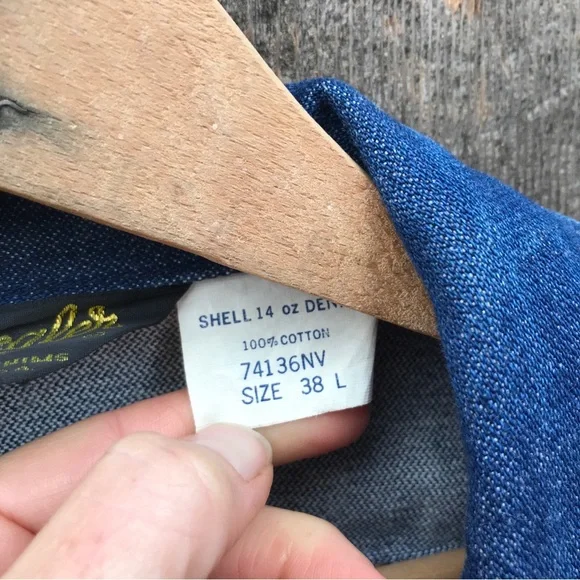 SHELL 14 oz DEN
100% COTTON
74136NV
SIZE 38 L